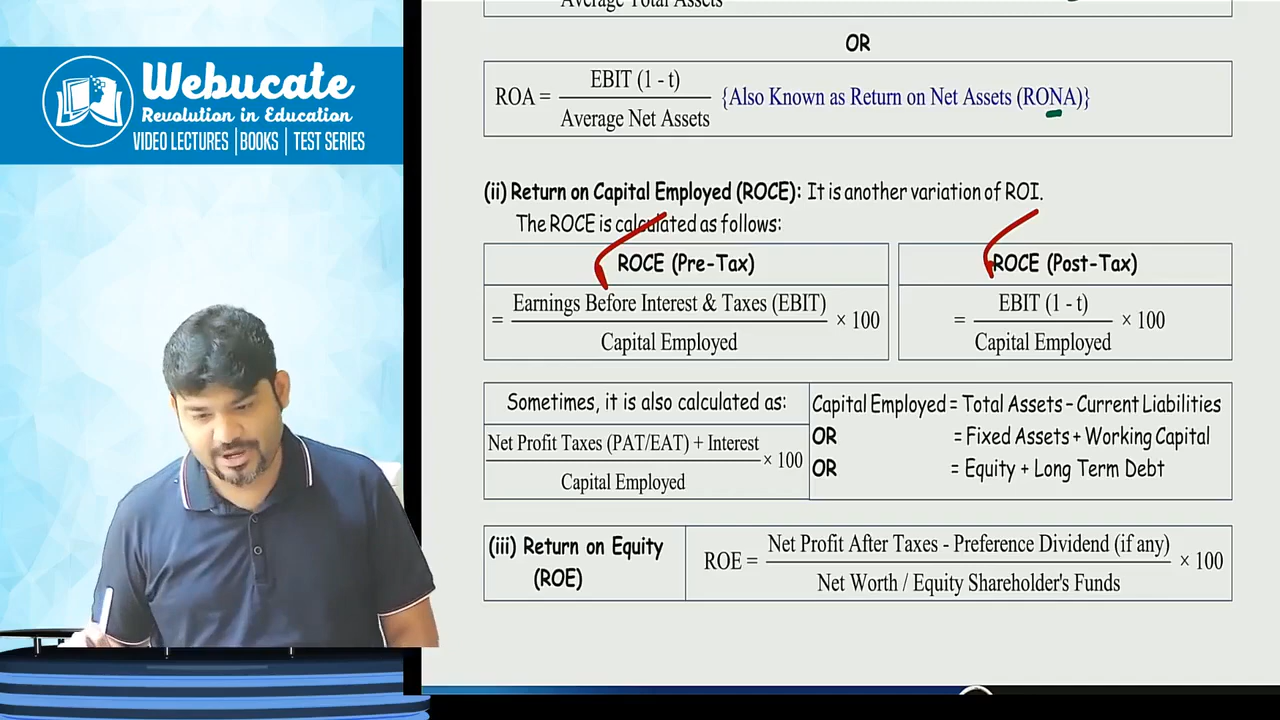 Webucate
Revolution in Education
VIDEO LECTURES | BOOKS | TEST SERIES
Average Total Assets
OR
ROA = EBIT (1 - t) / Average Net Assets {Also Known as Return on Net Assets (RONA)}
(ii) Return on Capital Employed (ROCE): It is another variation of ROI.
The ROCE is calculated as follows:
ROCE (Pre-Tax)
= Earnings Before Interest & Taxes (EBIT) / Capital Employed × 100
ROCE (Post-Tax)
= EBIT (1 - t) / Capital Employed × 100
Sometimes, it is also calculated as:
Net Profit Taxes (PAT/EAT) + Interest / Capital Employed × 100
Capital Employed = Total Assets – Current Liabilities
OR = Fixed Assets + Working Capital
OR = Equity + Long Term Debt
(iii) Return on Equity
(ROE)
ROE = Net Profit After Taxes - Preference Dividend (if any) / Net Worth / Equity Shareholder's Funds × 100